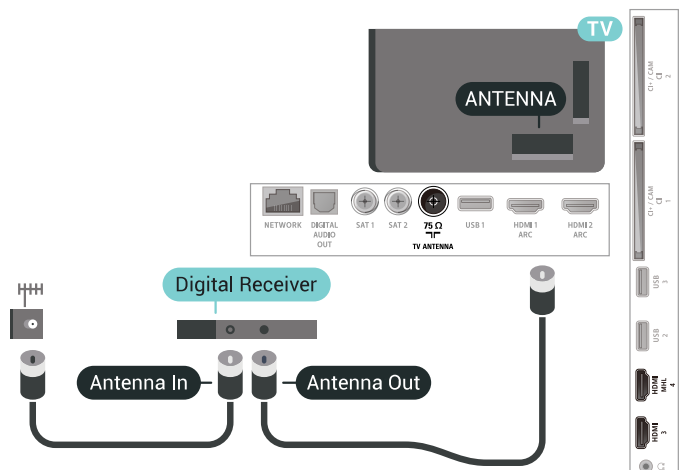 TV
ANTENNA
NETWORK
DIGITAL
AUDIO
OUT
SAT 1
SAT 2
75 Ω
TV ANTENNA
USB 1
HDMI 1
ARC
HDMI 2
ARC
Digital Receiver
Antenna In
Antenna Out
CI+ / CAM
CI
2
CI+ / CAM
CI
1
USB
3
USB
2
HDMI
MHL
4
HDMI
3